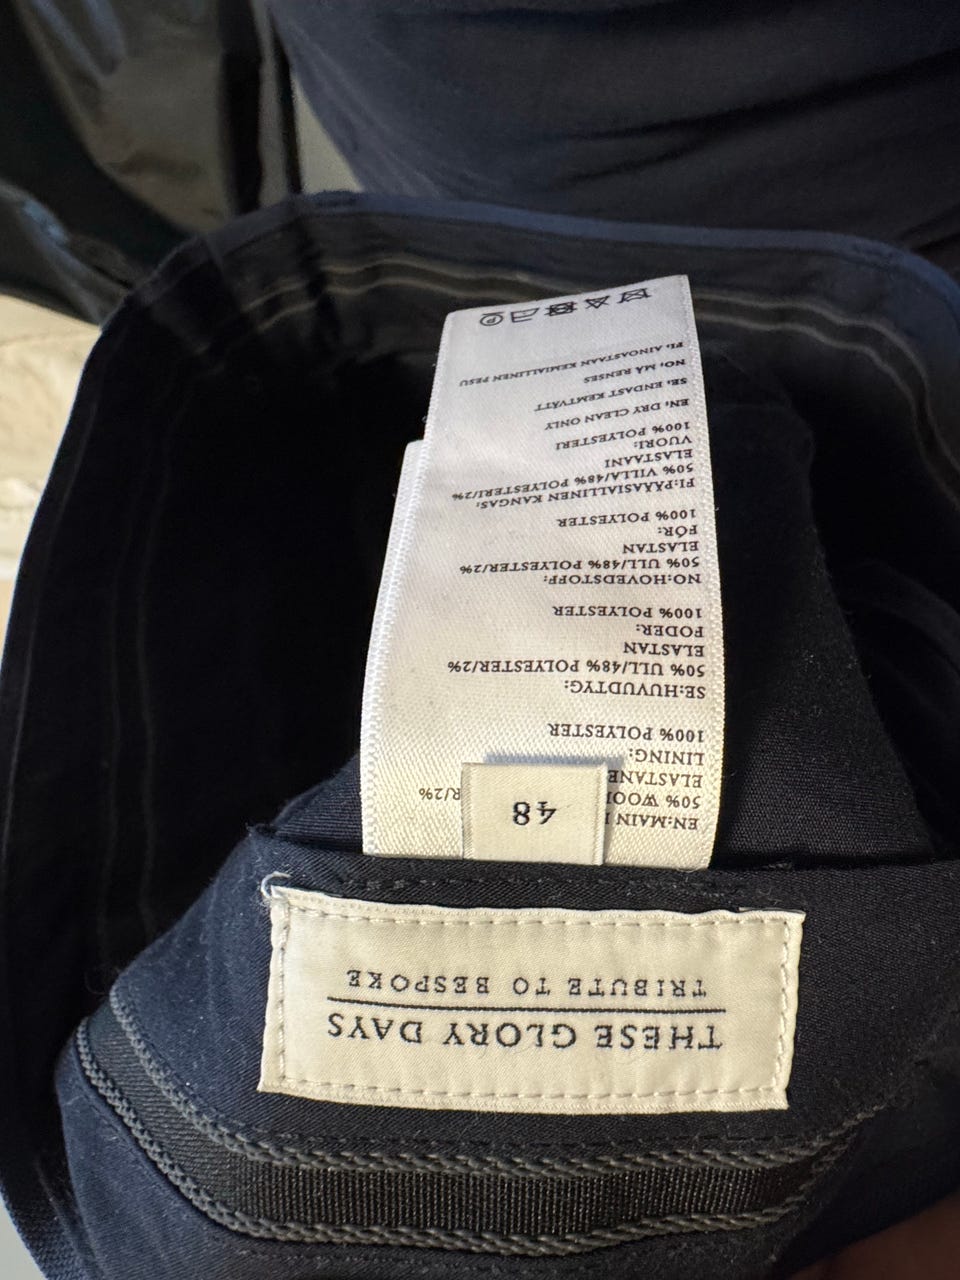 THESE GLORY DAYS
TRIBUTE TO BESPOKE
48
EN:MAIN
50% WOO R/2%
ELASTANE
LINING:
100% POLYESTER
SE:HUVUDTYG:
50% ULL/48% POLYESTER/2%
ELASTAN
FODER:
100% POLYESTER
NO:HOVEDSTOFF:
50% ULL/48% POLYESTER/2%
ELASTAN
FÓR:
100% POLYESTER
FI:PÄÄASIALLINEN KANGAS:
50% VILLA/48% POLYESTERI/2%
ELASTAANI
VUORI:
100% POLYESTERI
EN, DRY CLEAN ONLY
SE, ENDAST KEMTVÄTT
NO, MÅ RENSES
FI, AINOASTAAN KEMIALLINEN PESU
P